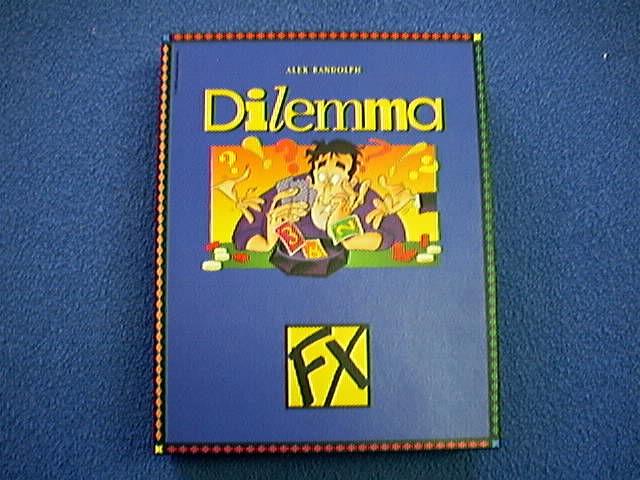 ALEX RANDOLPH
Dilemma
FX